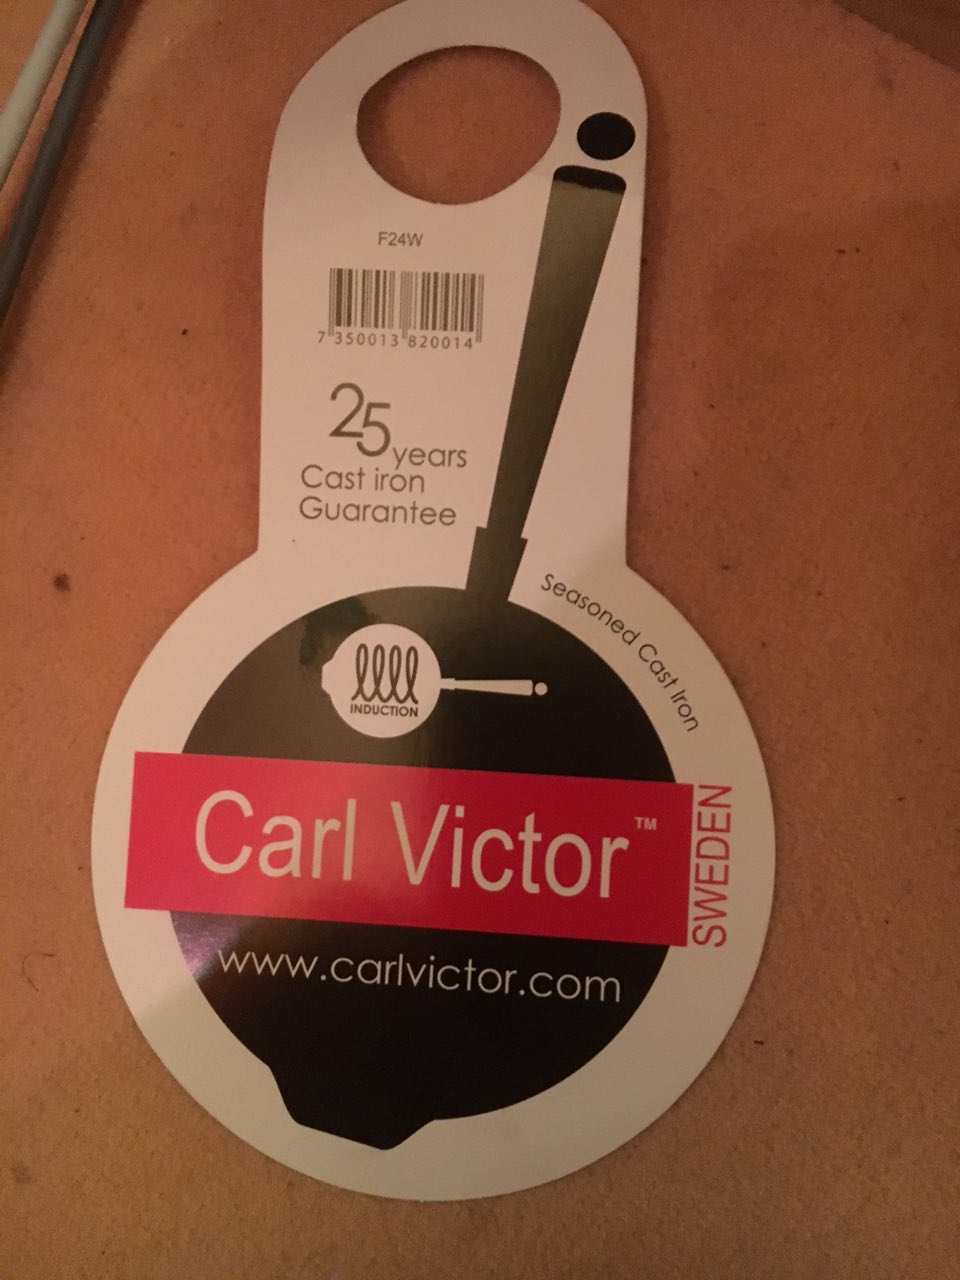 F24W
7 350013 820014
25 years
Cast iron
Guarantee
Seasoned Cast Iron
INDUCTION
Carl Victor™
SWEDEN
www.carlvictor.com